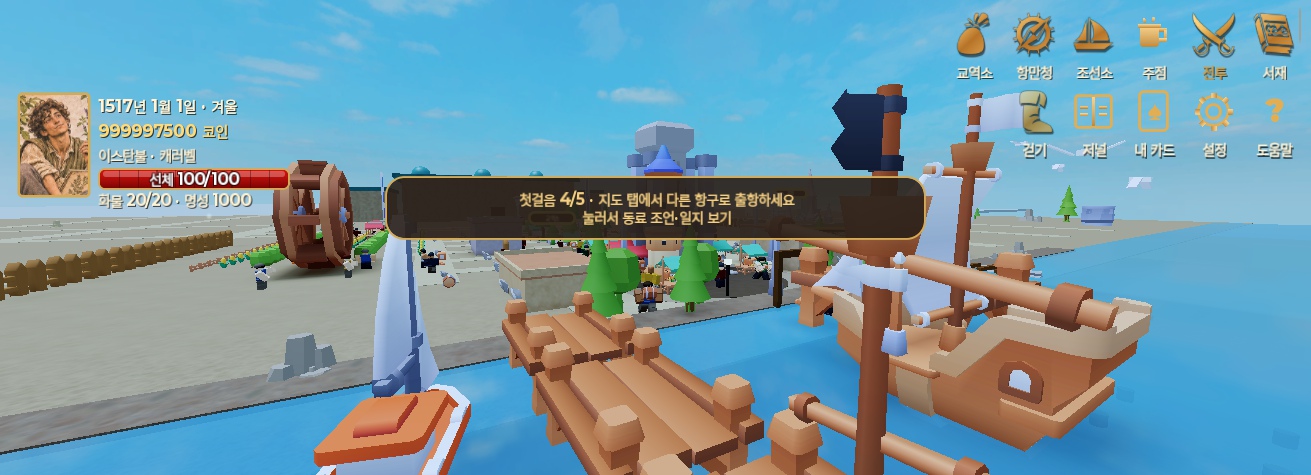 교역소 항만청 조선소 주점 전투 서재
걷기 저널 내 카드 설정 도움말
1517년 1월 1일 · 겨울
999997500 코인
이스탄불 · 캐러벨
선체 100/100
화물 20/20 · 명성 1000
첫걸음 4/5 · 지도 탭에서 다른 항구로 출항하세요
눌러서 동료 조언·일지 보기